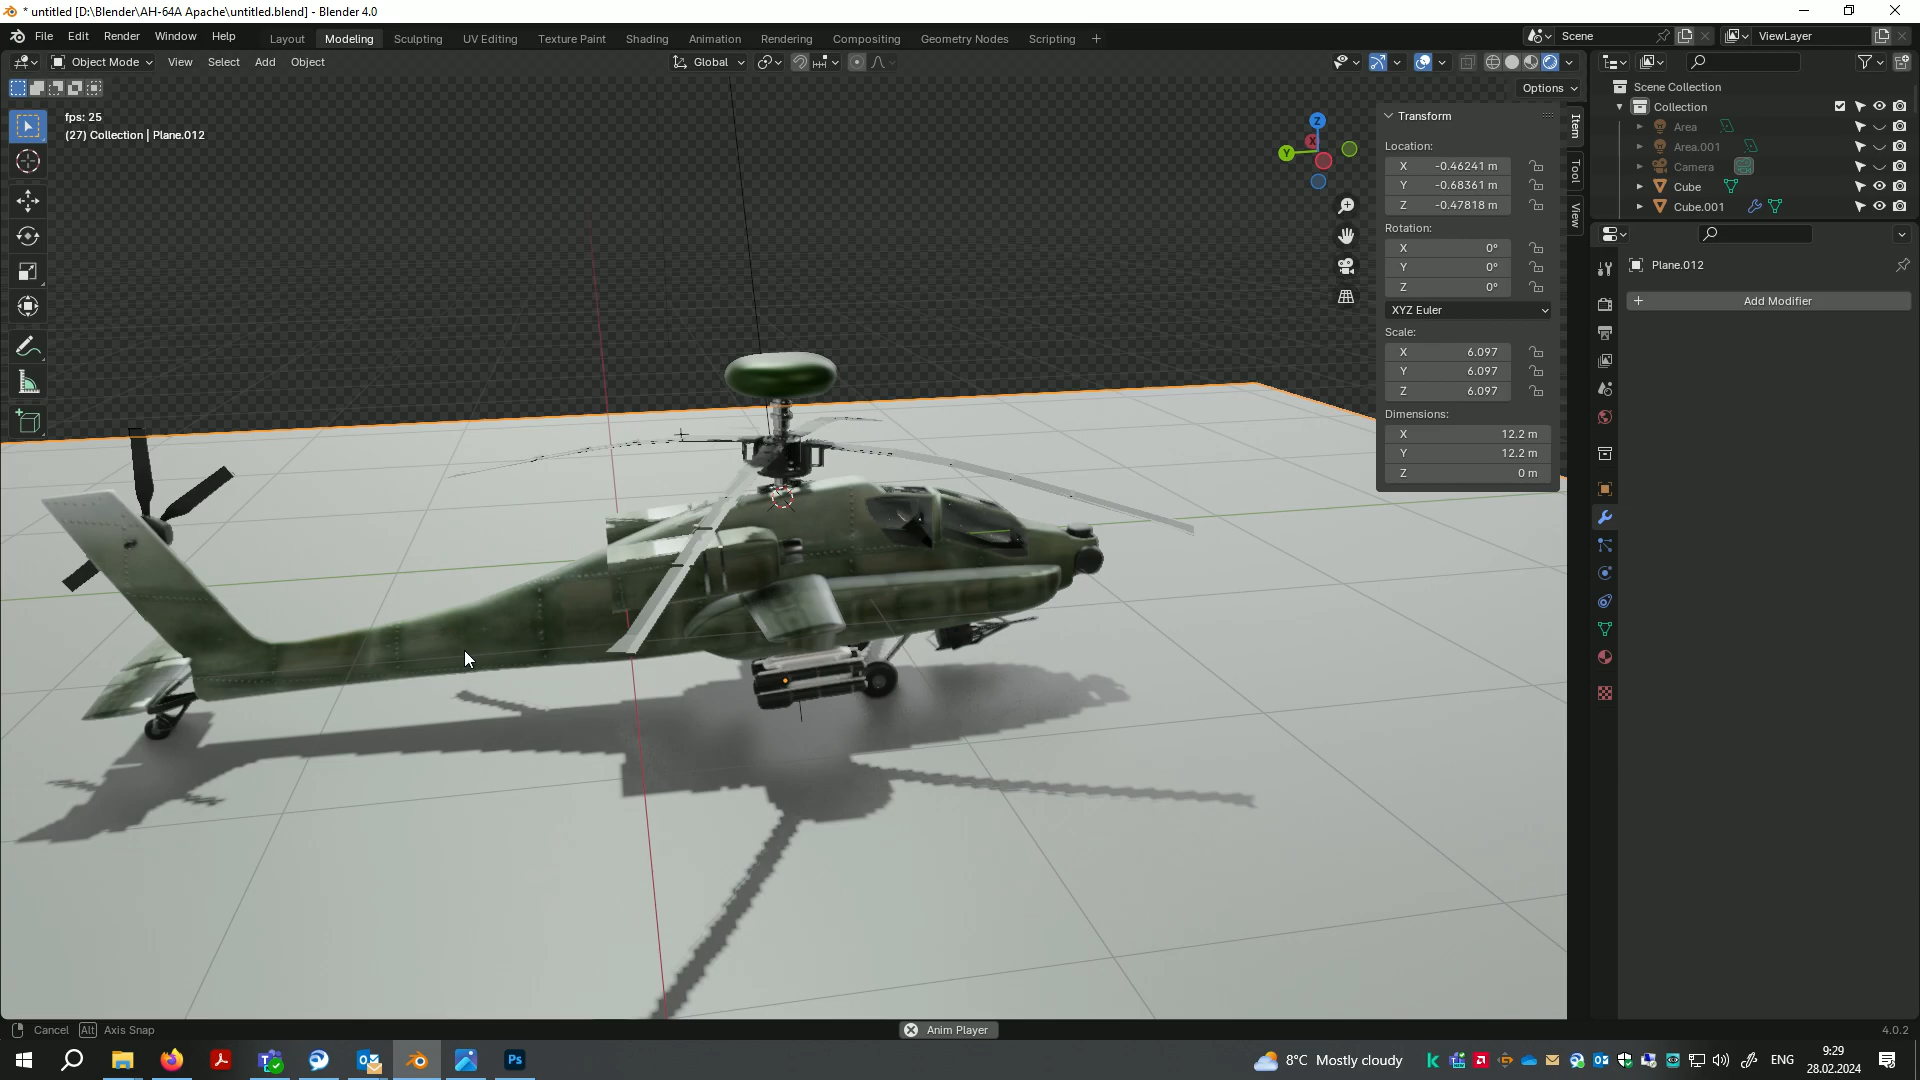 * untitled [D:\Blender\AH-64A Apache\untitled.blend] - Blender 4.0
File Edit Render Window Help
Layout Modeling Sculpting UV Editing Texture Paint Shading Animation Rendering Compositing Geometry Nodes Scripting +
Scene
ViewLayer
Object Mode View Select Add Object
Global
Options
fps: 25
(27) Collection | Plane.012
Z
X
Y
Transform
Location:
X -0.46241 m
Y -0.68361 m
Z -0.47818 m
Rotation:
X 0°
Y 0°
Z 0°
XYZ Euler
Scale:
X 6.097
Y 6.097
Z 6.097
Dimensions:
X 12.2 m
Y 12.2 m
Z 0 m
Item
Tool
View
Scene Collection
Collection
Area
Area.001
Camera
Cube
Cube.001
Plane.012
+ Add Modifier
Cancel Alt Axis Snap
Anim Player
4.0.2
Ps
8°C Mostly cloudy
ENG
9:29
28.02.2024